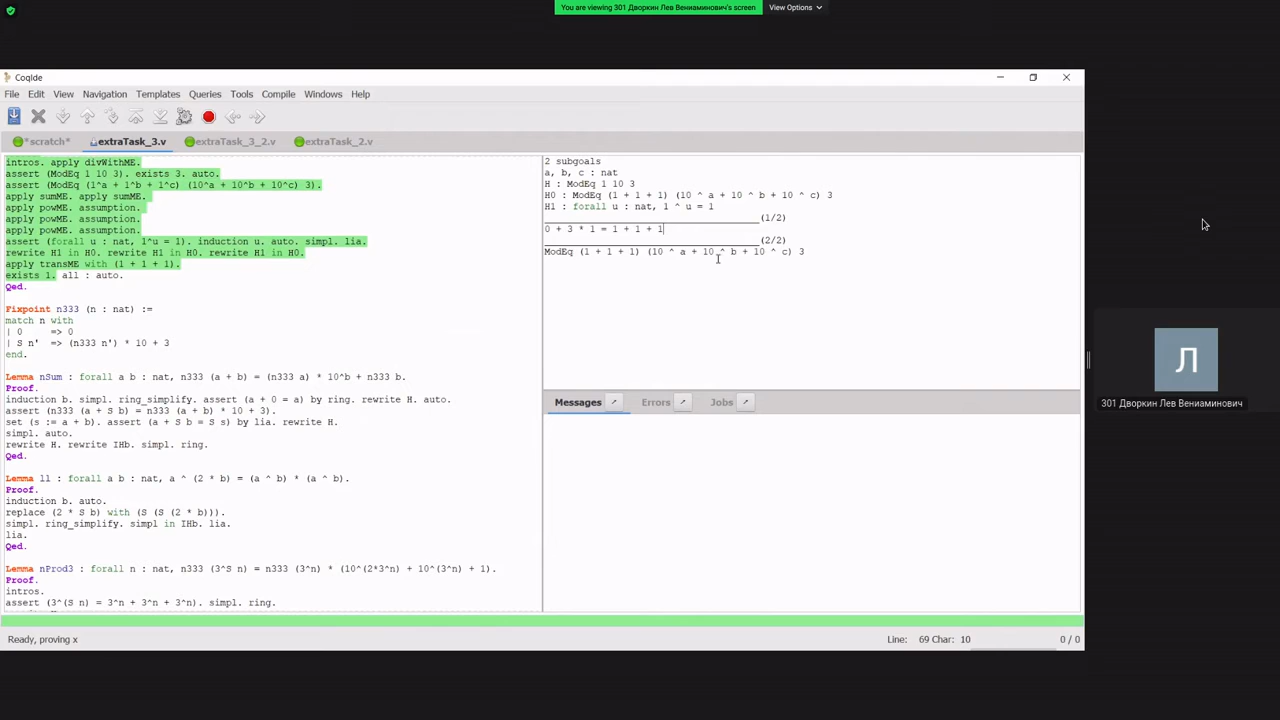 You are viewing 301 Дворкин Лев Вениаминович's screen
View Options
CoqIde
File Edit View Navigation Templates Queries Tools Compile Windows Help
*scratch*
extraTask_3.v
extraTask_3_2.v
extraTask_2.v
intros. apply divWithME.
assert (ModEq 1 10 3). exists 3. auto.
assert (ModEq (1^a + 1^b + 1^c) (10^a + 10^b + 10^c) 3).
apply sumME. apply sumME.
apply powME. assumption.
apply powME. assumption.
apply powME. assumption.
assert (forall u : nat, 1^u = 1). induction u. auto. simpl. lia.
rewrite H1 in H0. rewrite H1 in H0. rewrite H1 in H0.
apply transME with (1 + 1 + 1).
exists 1. all : auto.
Qed.
Fixpoint n333 (n : nat) :=
match n with
| 0 => 0
| S n' => (n333 n') * 10 + 3
end.
Lemma nSum : forall a b : nat, n333 (a + b) = (n333 a) * 10^b + n333 b.
Proof.
induction b. simpl. ring_simplify. assert (a + 0 = a) by ring. rewrite H. auto.
assert (n333 (a + S b) = n333 (a + b) * 10 + 3).
set (s := a + b). assert (a + S b = S s) by lia. rewrite H.
simpl. auto.
rewrite H. rewrite IHb. simpl. ring.
Qed.
Lemma ll : forall a b : nat, a ^ (2 * b) = (a ^ b) * (a ^ b).
Proof.
induction b. auto.
replace (2 * S b) with (S (S (2 * b))).
simpl. ring_simplify. simpl in IHb. lia.
lia.
Qed.
Lemma nProd3 : forall n : nat, n333 (3^S n) = n333 (3^n) * (10^(2*3^n) + 10^(3^n) + 1).
Proof.
intros.
assert (3^(S n) = 3^n + 3^n + 3^n). simpl. ring.
2 subgoals
a, b, c : nat
H : ModEq 1 10 3
H0 : ModEq (1 + 1 + 1) (10 ^ a + 10 ^ b + 10 ^ c) 3
H1 : forall u : nat, 1 ^ u = 1
(1/2)
0 + 3 * 1 = 1 + 1 + 1
(2/2)
ModEq (1 + 1 + 1) (10 ^ a + 10 ^ b + 10 ^ c) 3
Messages
Errors
Jobs
Ready, proving x
Line: 69 Char: 10
0 / 0
Л
301 Дворкин Лев Вениаминович